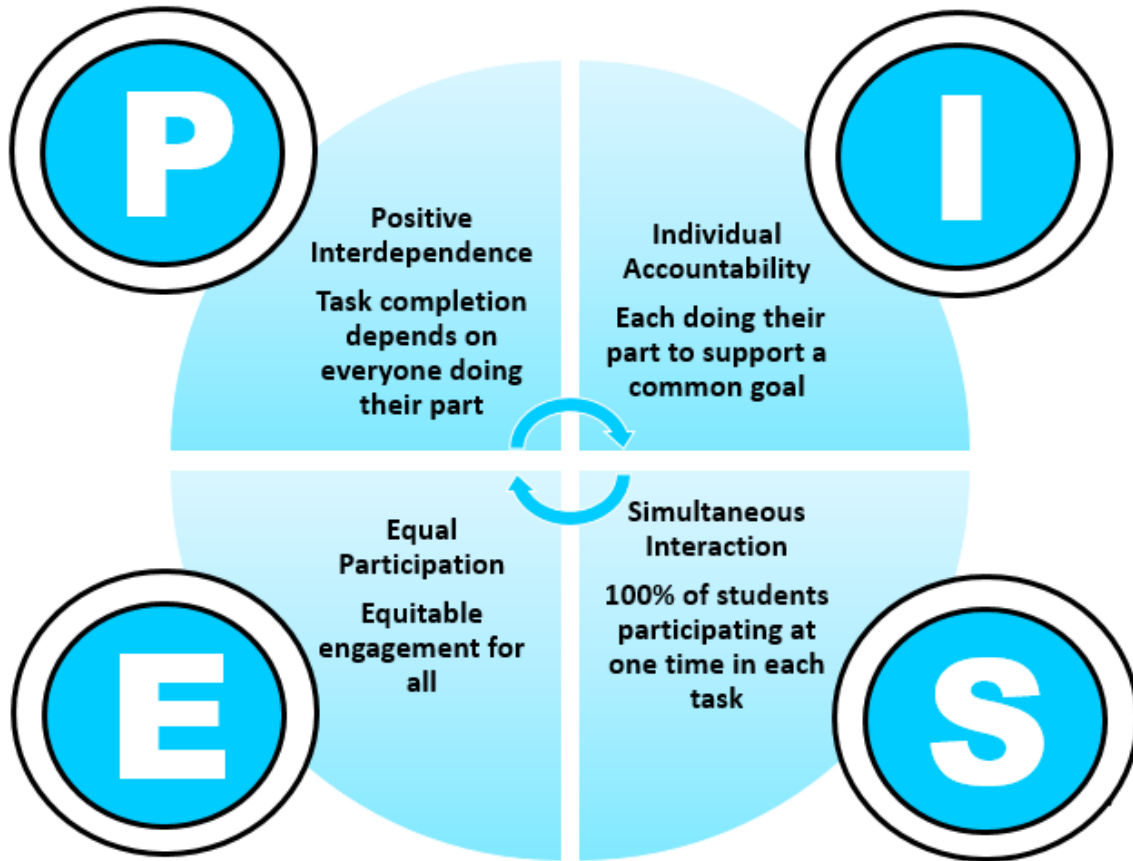 P
Positive
Interdependence
Task completion
depends on
everyone doing
their part
I
Individual
Accountability
Each doing their
part to support a
common goal
E
Equal
Participation
Equitable
engagement for
all
S
Simultaneous
Interaction
100% of students
participating at
one time in each
task